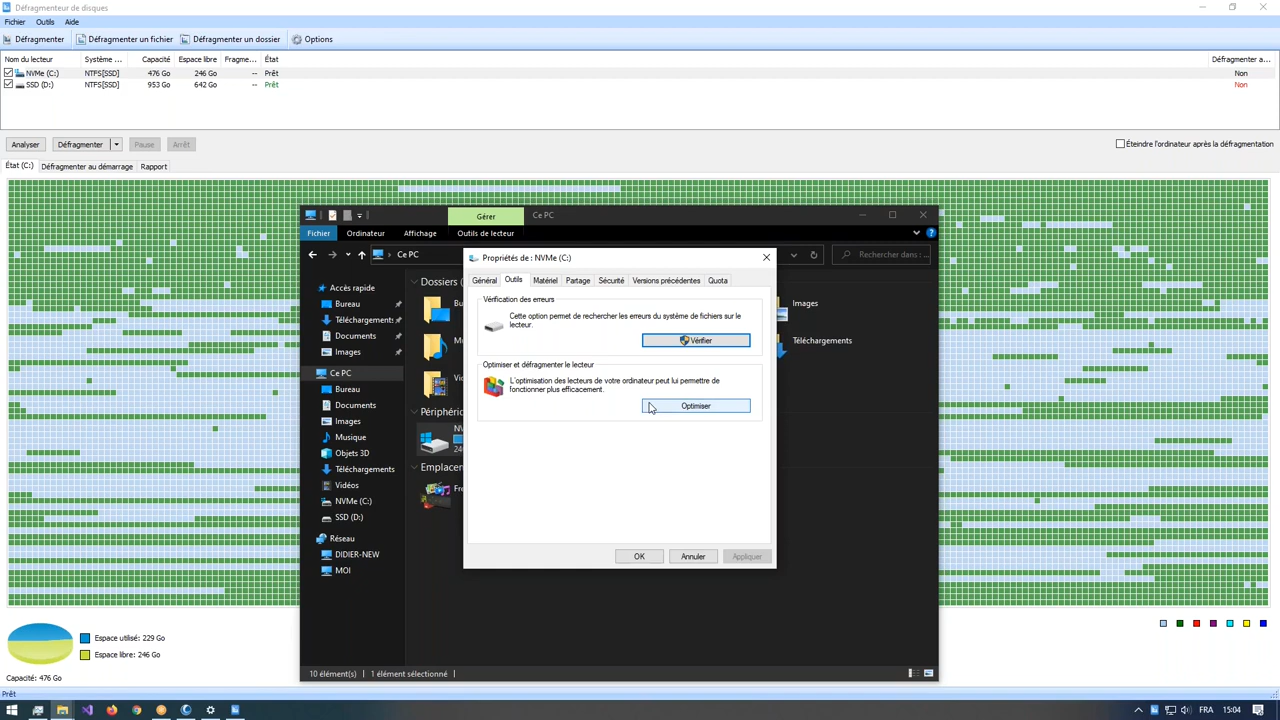 Défragmenteur de disques
Fichier Outils Aide
Défragmenter Défragmenter un fichier Défragmenter un dossier Options
Nom du lecteur Système ... Capacité Espace libre Fragme... État Défragmenter a...
NVMe (C:) NTFS[SSD] 476 Go 246 Go -- Prêt Non
SSD (D:) NTFS[SSD] 953 Go 642 Go -- Prêt Non
Analyser Défragmenter Pause Arrêt Éteindre l'ordinateur après la défragmentation
État (C:) Défragmenter au démarrage Rapport
Gérer Ce PC
Fichier Ordinateur Affichage Outils de lecteur
Ce PC Rechercher dans : ...
Propriétés de : NVMe (C:)
Général Outils Matériel Partage Sécurité Versions précédentes Quota
Vérification des erreurs
Cette option permet de rechercher les erreurs du système de fichiers sur le
lecteur.
Vérifier
Optimiser et défragmenter le lecteur
L'optimisation des lecteurs de votre ordinateur peut lui permettre de
fonctionner plus efficacement.
Optimiser
OK Annuler Appliquer
Accès rapide
Bureau
Téléchargements
Documents
Images
Ce PC
Bureau
Documents
Images
Musique
Objets 3D
Téléchargements
Vidéos
NVMe (C:)
SSD (D:)
Réseau
DIDIER-NEW
MOI
Dossiers (
Images
Téléchargements
10 élément(s) 1 élément sélectionné
Espace utilisé: 229 Go
Espace libre: 246 Go
Capacité: 476 Go
Prêt
FRA 15:04